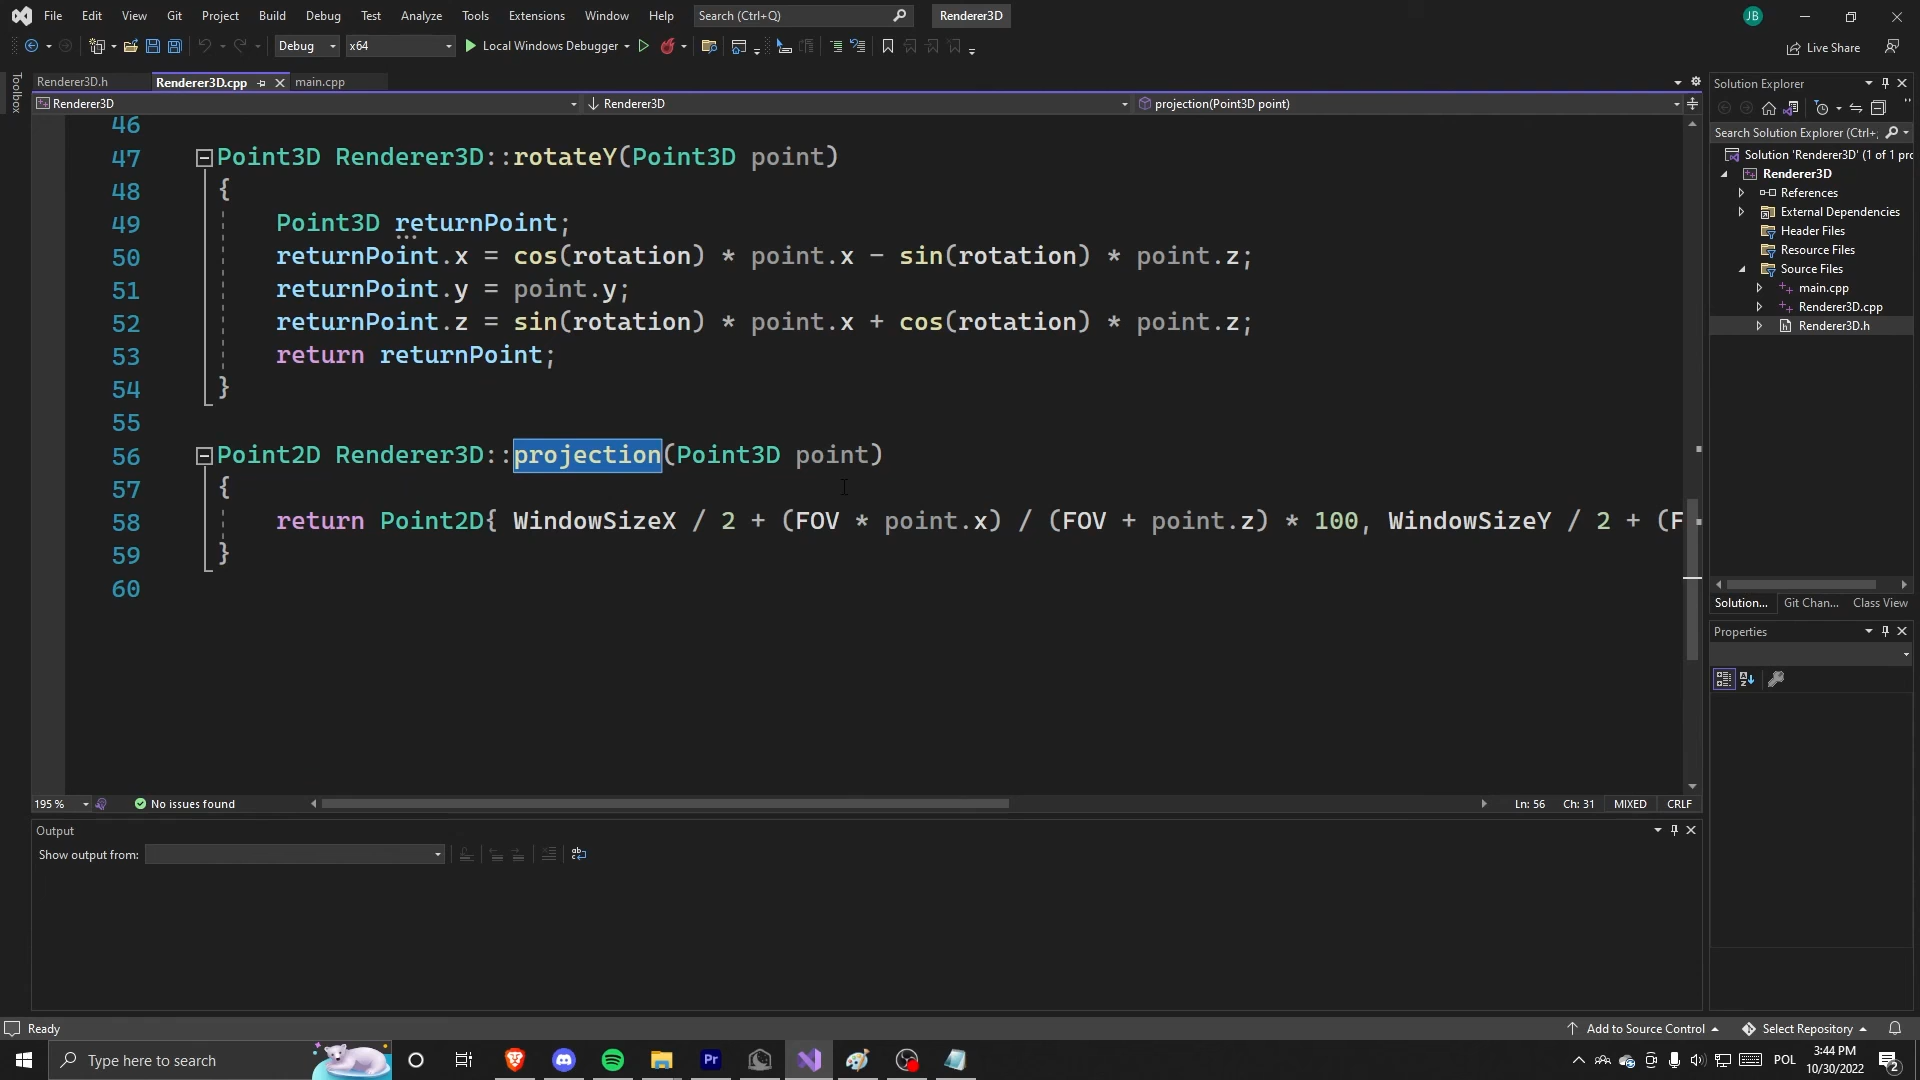 File Edit View Git Project Build Debug Test Analyze Tools Extensions Window Help Search (Ctrl+Q) Renderer3D JB
Debug x64 Local Windows Debugger Live Share
Toolbox
Renderer3D.h Renderer3D.cpp main.cpp
Renderer3D Renderer3D projection(Point3D point)
46
47 Point3D Renderer3D::rotateY(Point3D point)
48 {
49 Point3D returnPoint;
50 returnPoint.x = cos(rotation) * point.x - sin(rotation) * point.z;
51 returnPoint.y = point.y;
52 returnPoint.z = sin(rotation) * point.x + cos(rotation) * point.z;
53 return returnPoint;
54 }
55
56 Point2D Renderer3D::projection(Point3D point)
57 {
58 return Point2D{ WindowSizeX / 2 + (FOV * point.x) / (FOV + point.z) * 100, WindowSizeY / 2 + (F
59 }
60
195 % No issues found Ln: 56 Ch: 31 MIXED CRLF
Output
Show output from:
Solution Explorer
Search Solution Explorer (Ctrl+;
Solution 'Renderer3D' (1 of 1 pro
Renderer3D
References
External Dependencies
Header Files
Resource Files
Source Files
main.cpp
Renderer3D.cpp
Renderer3D.h
Solution... Git Chan... Class View
Properties
Ready Add to Source Control Select Repository
Type here to search Pr POL 3:44 PM
10/30/2022 2